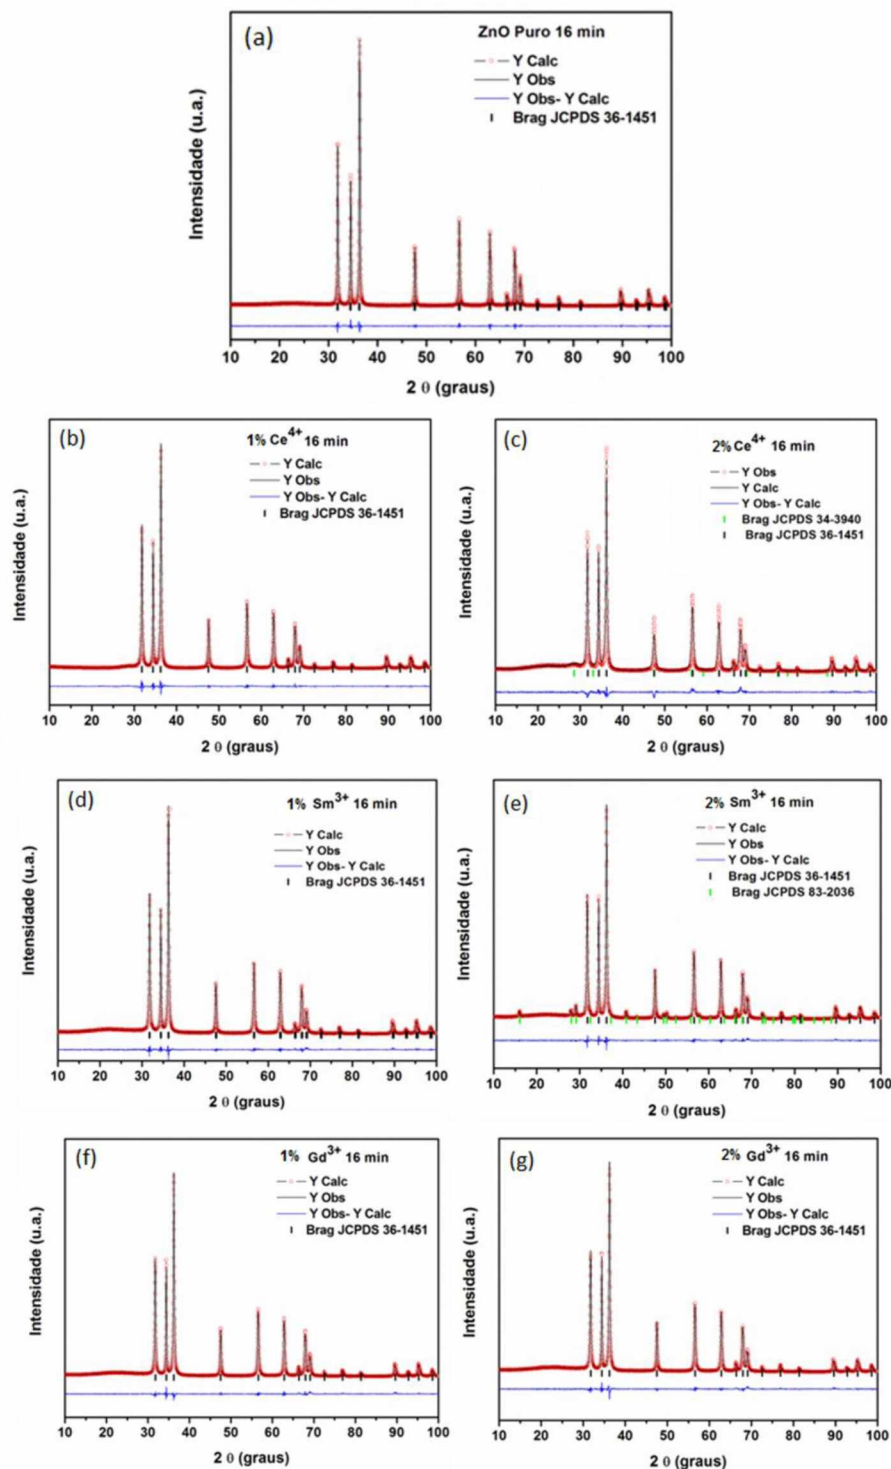 (a)
ZnO Puro 16 min
Y Calc
Y Obs
Y Obs- Y Calc
Brag JCPDS 36-1451
Intensidade (u.a.)
10 20 30 40 50 60 70 80 90 100
2 θ (graus)
(b)
1% Ce4+ 16 min
Y Calc
Y Obs
Y Obs- Y Calc
Brag JCPDS 36-1451
Intensidade (u.a.)
10 20 30 40 50 60 70 80 90 100
2 θ (graus)
(c)
2% Ce4+ 16 min
Y Obs
Y Calc
Y Obs- Y Calc
Brag JCPDS 34-3940
Brag JCPDS 36-1451
Intensidade (u.a.)
10 20 30 40 50 60 70 80 90 100
2 θ (graus)
(d)
1% Sm3+ 16 min
Y Calc
Y Obs
Y Obs- Y Calc
Brag JCPDS 36-1451
Intensidade (u.a.)
10 20 30 40 50 60 70 80 90 100
2 θ (graus)
(e)
2% Sm3+ 16 min
Y Calc
Y Obs
Y Obs- Y Calc
Brag JCPDS 36-1451
Brag JCPDS 83-2036
Intensidade (u.a.)
10 20 30 40 50 60 70 80 90 100
2 θ (graus)
(f)
1% Gd3+ 16 min
Y Calc
Y Obs
Y Obs- Y Calc
Brag JCPDS 36-1451
Intensidade (u.a.)
10 20 30 40 50 60 70 80 90 100
2 θ (graus)
(g)
2% Gd3+ 16 min
Y Calc
Y Obs
Y Obs- Y Calc
Brag JCPDS 36-1451
Intensidade (u.a.)
10 20 30 40 50 60 70 80 90 100
2 θ (graus)